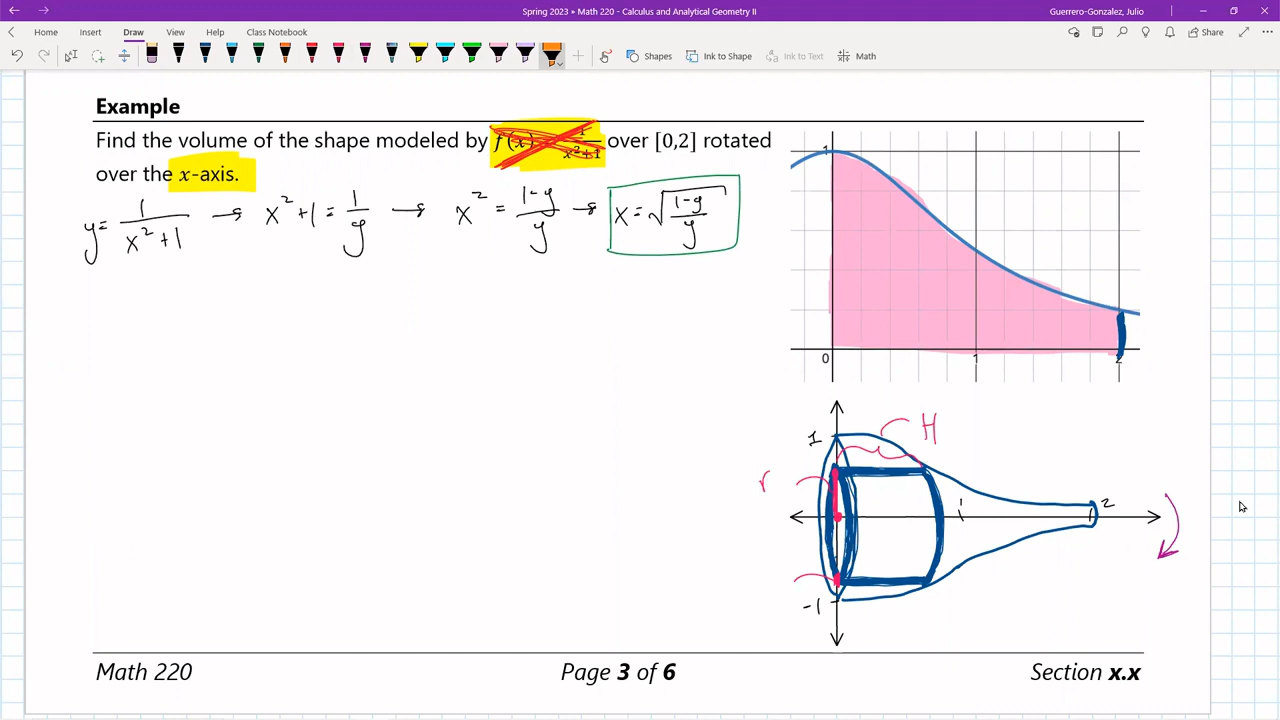 Spring 2023 » Math 220 - Calculus and Analytical Geometry II
Guerrero-Gonzalez, Julio
Home Insert Draw View Help Class Notebook
Share
Shapes Ink to Shape Ink to Text Math
Example
Find the volume of the shape modeled by f(x) 1/x²+1 over [0,2] rotated
over the x-axis.
y= 1/x²+1 → x²+1 = 1/y → x² = 1-y/y → x = √1-y/y
1
0 1 2
H
1
r
1 2
-1
Math 220 Page 3 of 6 Section x.x